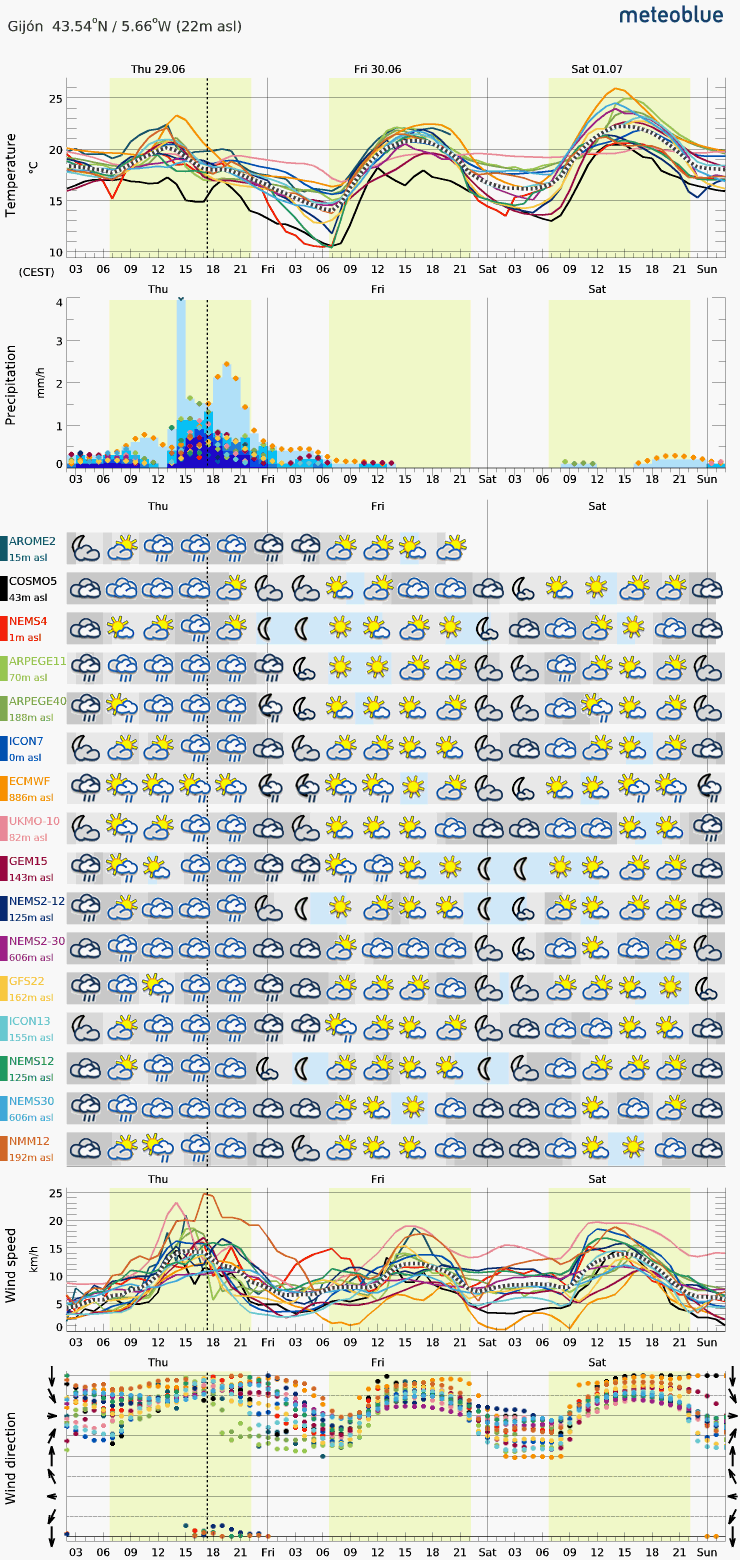 Gijón 43.54°N / 5.66°W (22m asl)
meteoblue
Thu 29.06 Fri 30.06 Sat 01.07
Temperature
°C
25
20
15
10
(CEST)
03 06 09 12 15 18 21 Fri 03 06 09 12 15 18 21 Sat 03 06 09 12 15 18 21 Sun
Thu Fri Sat
Precipitation
mm/h
4
3
2
1
0
03 06 09 12 15 18 21 Fri 03 06 09 12 15 18 21 Sat 03 06 09 12 15 18 21 Sun
Thu Fri Sat
AROME2
15m asl
COSMO5
43m asl
NEMS4
1m asl
ARPEGE11
70m asl
ARPEGE40
188m asl
ICON7
0m asl
ECMWF
886m asl
UKMO-10
82m asl
GEM15
143m asl
NEMS2-12
125m asl
NEMS2-30
606m asl
GFS22
162m asl
ICON13
155m asl
NEMS12
125m asl
NEMS30
606m asl
NMM12
192m asl
Thu Fri Sat
Wind speed
km/h
25
20
15
10
5
0
03 06 09 12 15 18 21 Fri 03 06 09 12 15 18 21 Sat 03 06 09 12 15 18 21 Sun
Thu Fri Sat
Wind direction
03 06 09 12 15 18 21 Fri 03 06 09 12 15 18 21 Sat 03 06 09 12 15 18 21 Sun